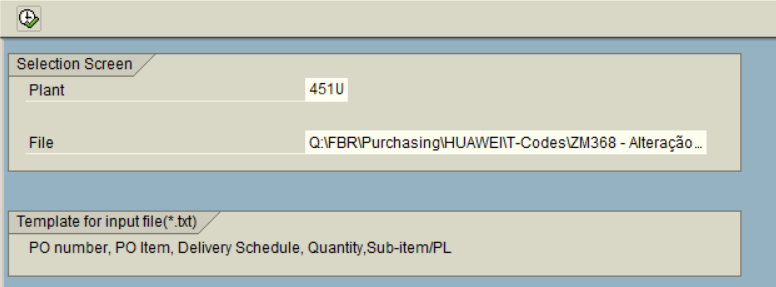 Selection Screen
Plant 451U
File Q:\FBR\Purchasing\HUAWEI\T-Codes\ZM368 - Alteração...
Template for input file(*.txt)
PO number, PO Item, Delivery Schedule, Quantity,Sub-item/PL